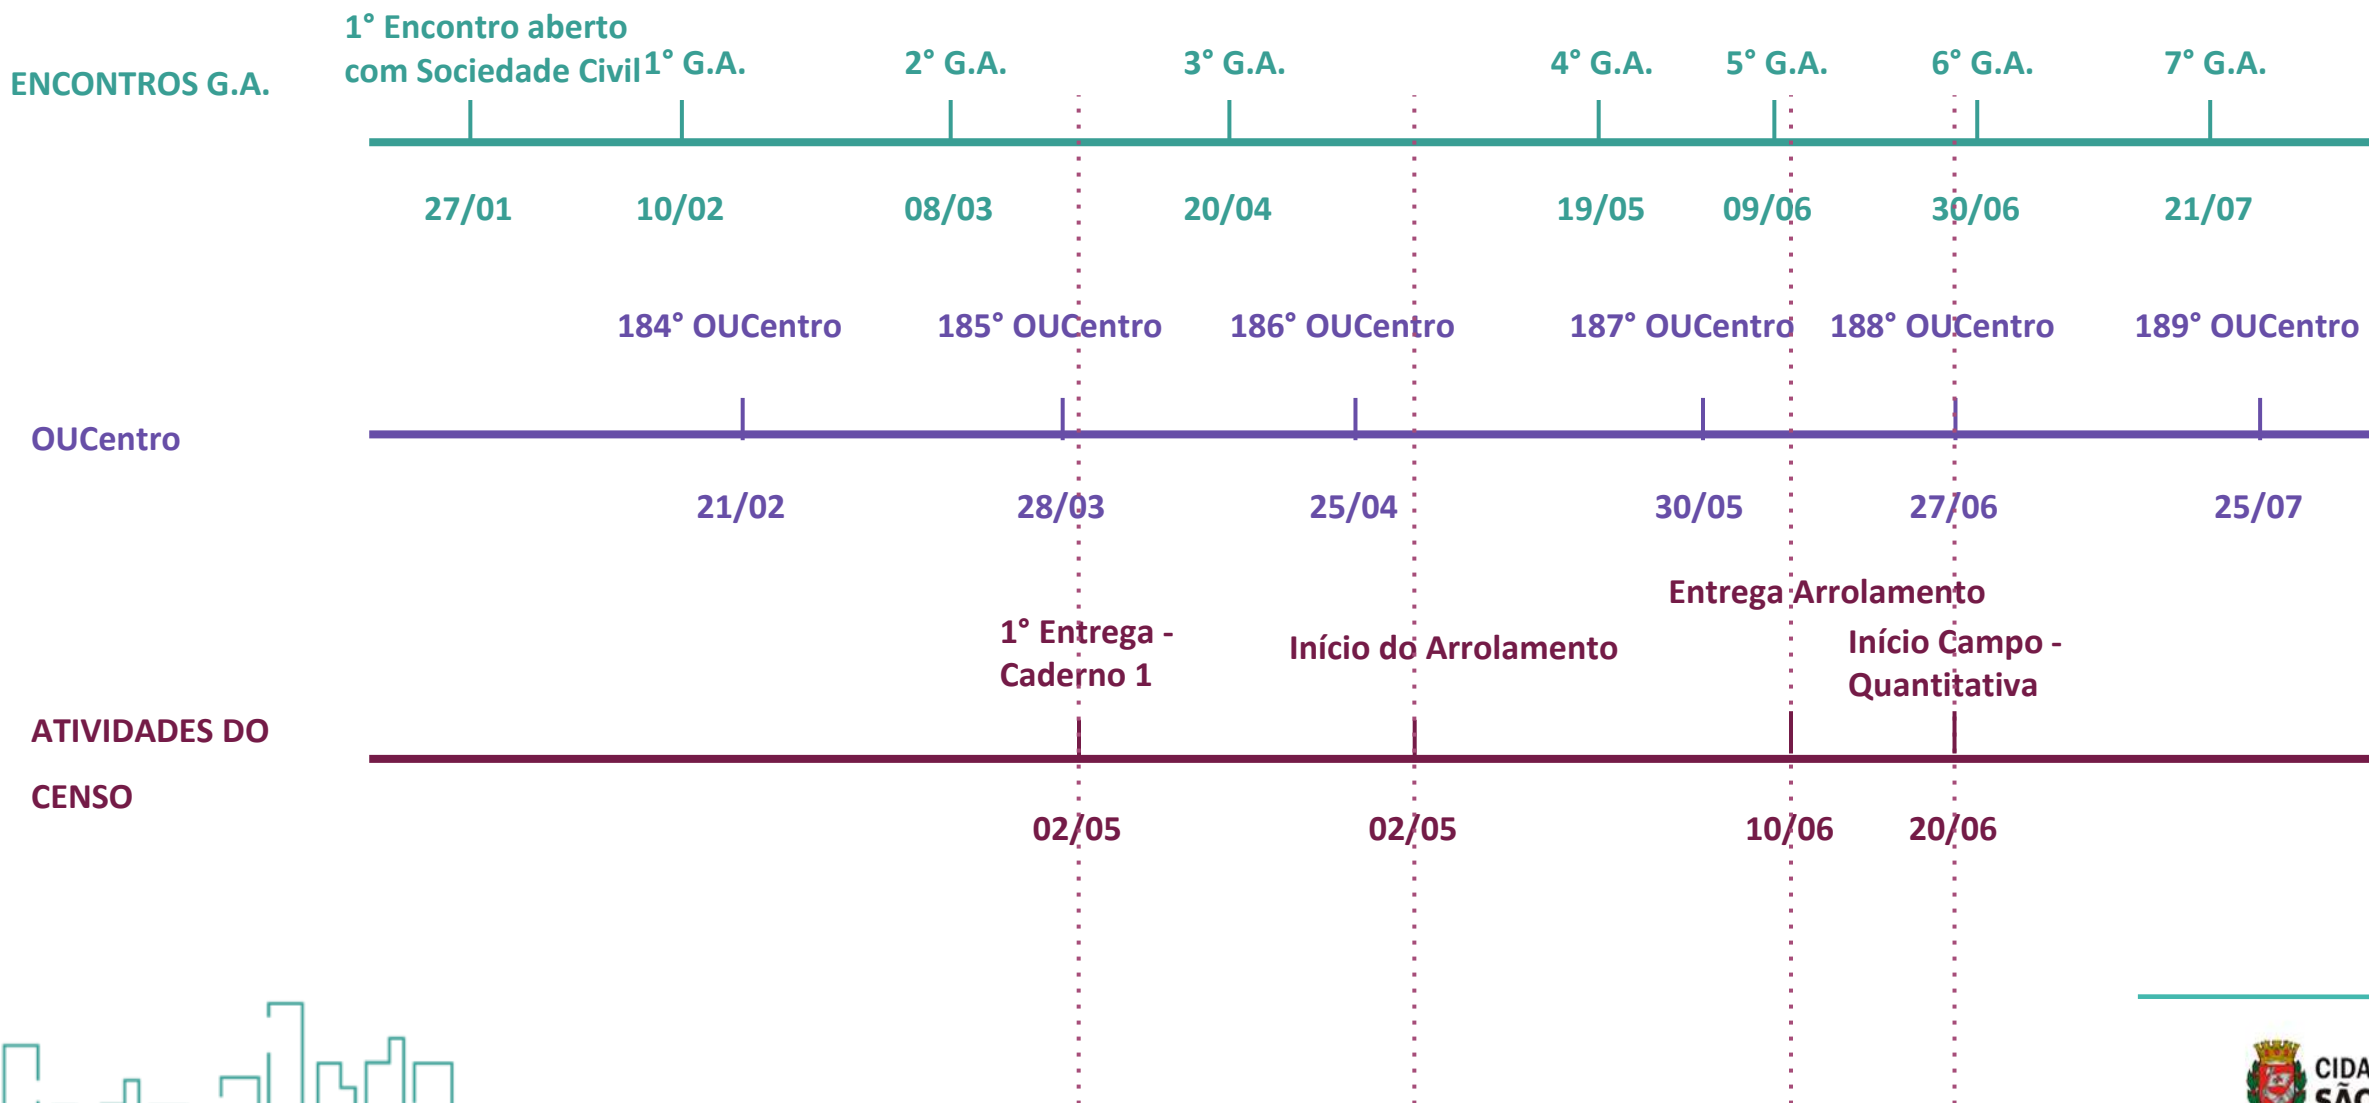 1° Encontro aberto
com Sociedade Civil
1° G.A.
2° G.A.
3° G.A.
4° G.A.
5° G.A.
6° G.A.
7° G.A.
ENCONTROS G.A.
27/01
10/02
08/03
20/04
19/05
09/06
30/06
21/07
184° OUCentro
185° OUCentro
186° OUCentro
187° OUCentro
188° OUCentro
189° OUCentro
OUCentro
21/02
28/03
25/04
30/05
27/06
25/07
1° Entrega -
Caderno 1
Início do Arrolamento
Entrega Arrolamento
Início Campo -
Quantitativa
ATIVIDADES DO
CENSO
02/05
02/05
10/06
20/06
CIDA
SÃO